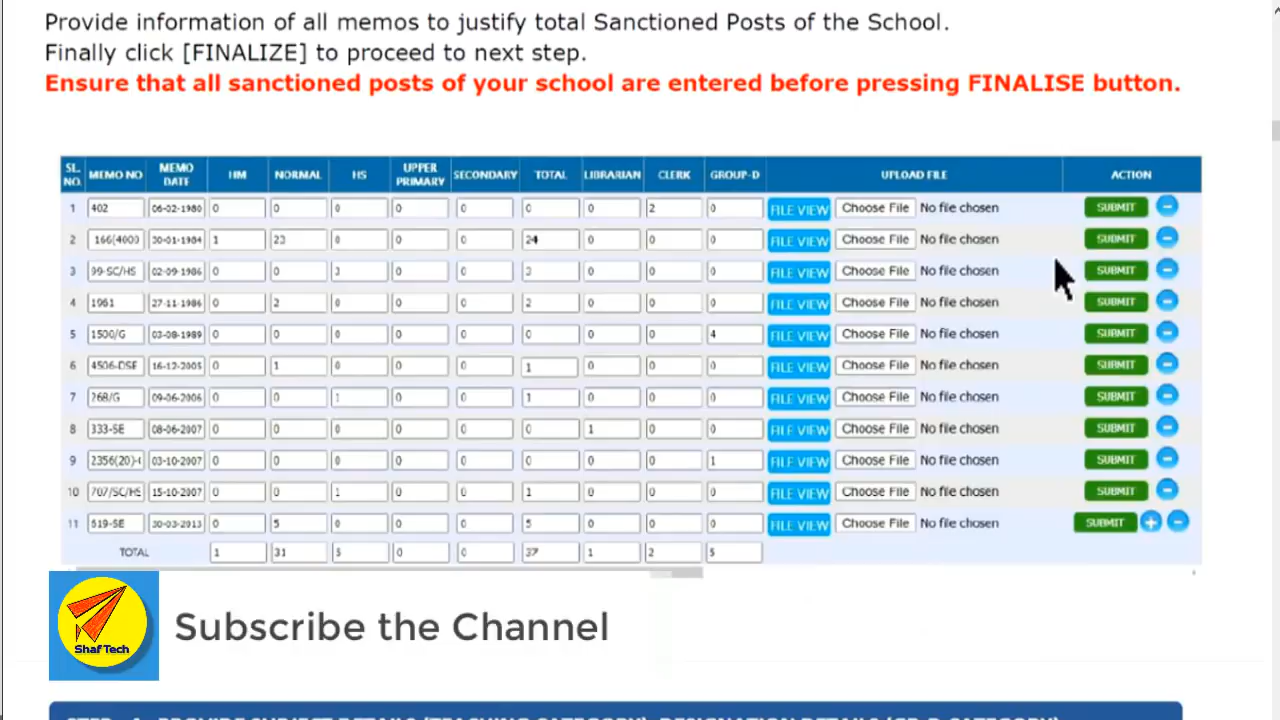 Provide information of all memos to justify total Sanctioned Posts of the School.
Finally click [FINALIZE] to proceed to next step.
Ensure that all sanctioned posts of your school are entered before pressing FINALISE button.
SL. NO. MEMO NO MEMO DATE HM NORMAL HS UPPER PRIMARY SECONDARY TOTAL LIBRARIAN CLERK GROUP-D UPLOAD FILE ACTION
1 402 06-02-1980 0 0 0 0 0 0 0 2 0 FILE VIEW Choose File No file chosen SUBMIT -
2 166(4000 30-01-1984 1 23 0 0 0 24 0 0 0 FILE VIEW Choose File No file chosen SUBMIT -
3 99-SC/HS 02-09-1986 0 0 3 0 0 3 0 0 0 FILE VIEW Choose File No file chosen SUBMIT -
4 1961 27-11-1986 0 2 0 0 0 2 0 0 0 FILE VIEW Choose File No file chosen SUBMIT -
5 1500/G 03-08-1989 0 0 0 0 0 0 0 0 4 FILE VIEW Choose File No file chosen SUBMIT -
6 4506-DSE 16-12-2005 0 1 0 0 0 1 0 0 0 FILE VIEW Choose File No file chosen SUBMIT -
7 268/G 09-06-2006 0 0 1 0 0 1 0 0 0 FILE VIEW Choose File No file chosen SUBMIT -
8 333-SE 08-06-2007 0 0 0 0 0 0 1 0 0 FILE VIEW Choose File No file chosen SUBMIT -
9 2356(20)- 03-10-2007 0 0 0 0 0 0 0 0 1 FILE VIEW Choose File No file chosen SUBMIT -
10 707/SC/HS 15-10-2007 0 0 1 0 0 1 0 0 0 FILE VIEW Choose File No file chosen SUBMIT -
11 619-SE 30-03-2013 0 5 0 0 0 5 0 0 0 FILE VIEW Choose File No file chosen SUBMIT + -
TOTAL 1 31 5 0 0 37 1 2 5
Subscribe the Channel
Shaf Tech